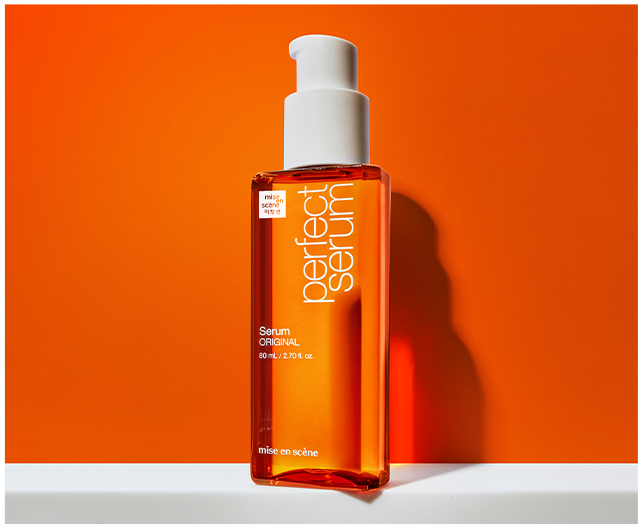 mise
en
scène
미쟝센
perfect
serum
Serum
ORIGINAL
80 mL / 2.70 fl. oz.
mise en scène